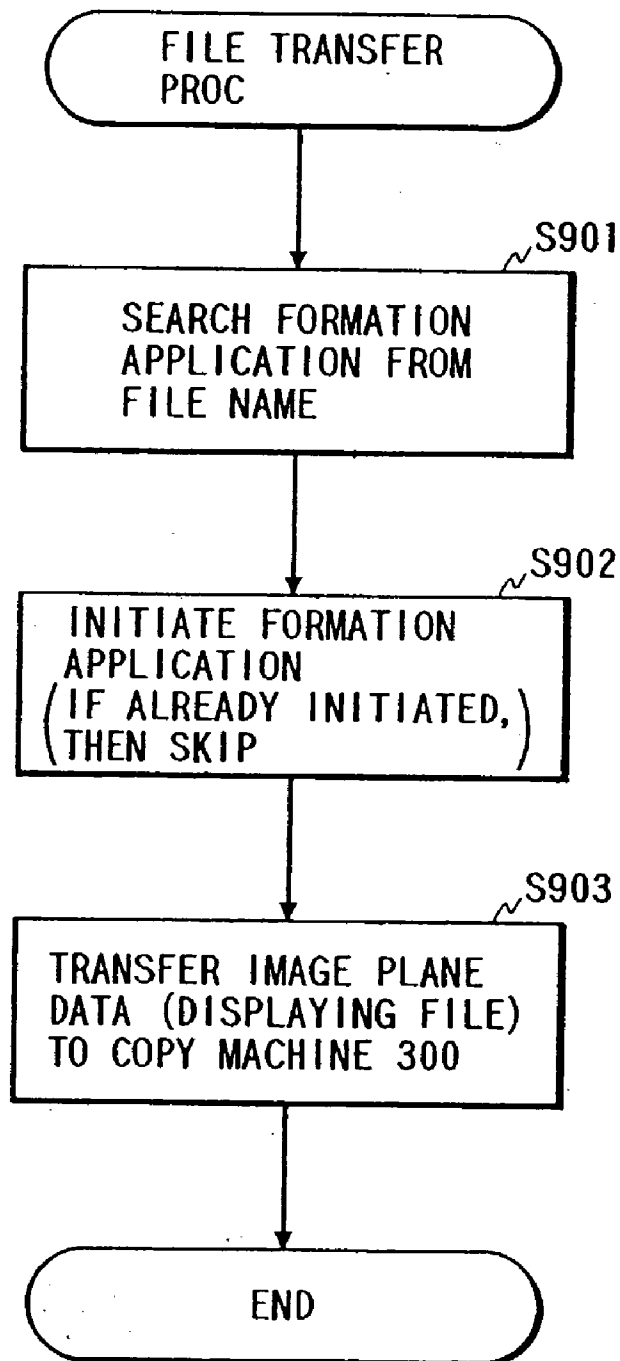 FILE TRANSFER
PROC
S901
SEARCH FORMATION
APPLICATION FROM
FILE NAME
S902
INITIATE FORMATION
APPLICATION
(IF ALREADY INITIATED,
THEN SKIP)
S903
TRANSFER IMAGE PLANE
DATA (DISPLAYING FILE)
TO COPY MACHINE 300
END